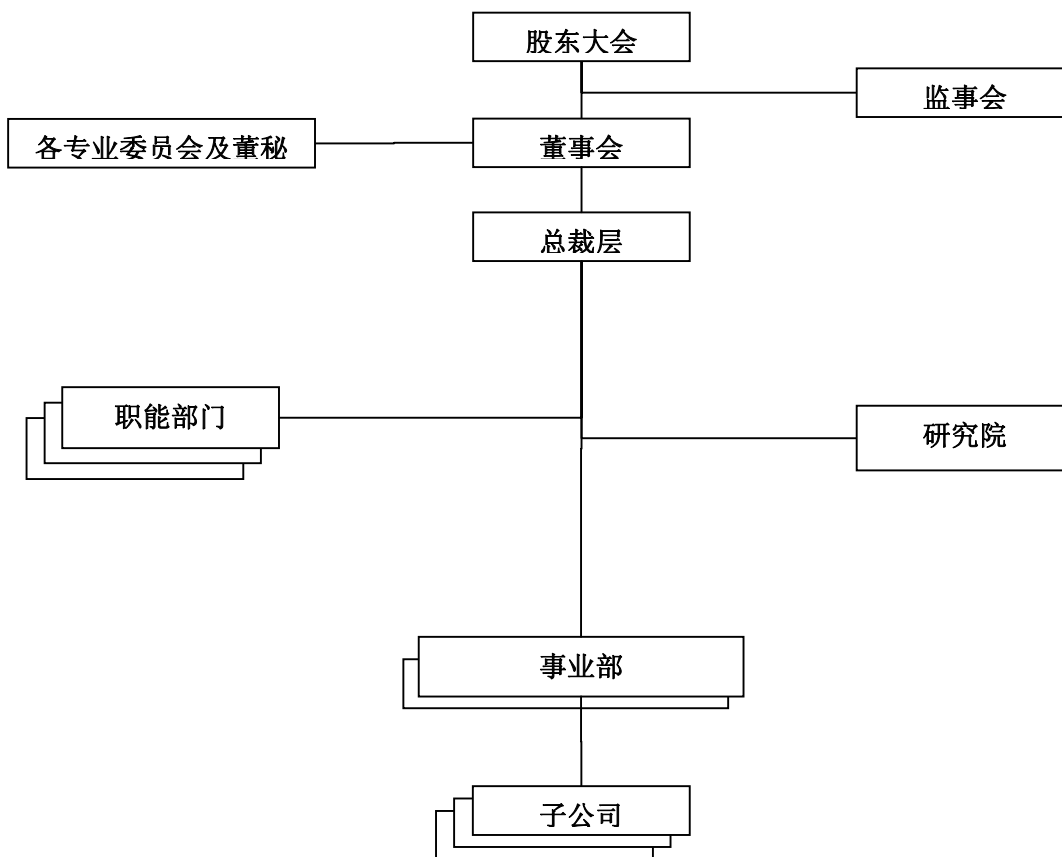 股东大会
监事会
各专业委员会及董秘
董事会
总裁层
职能部门
研究院
事业部
子公司